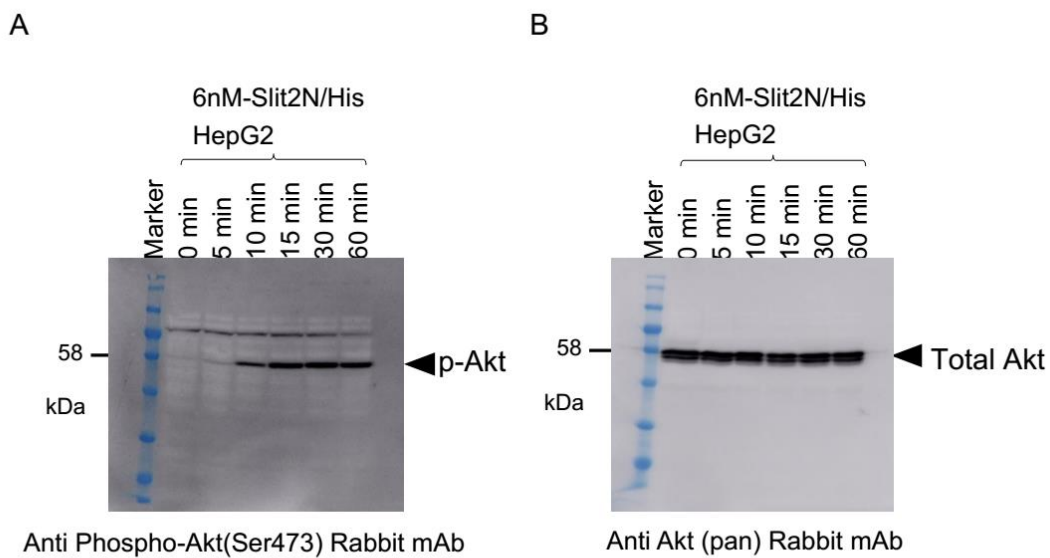 A
6nM-Slit2N/His
HepG2
Marker
0 min
5 min
10 min
15 min
30 min
60 min
58
kDa
p-Akt
Anti Phospho-Akt(Ser473) Rabbit mAb
B
6nM-Slit2N/His
HepG2
Marker
0 min
5 min
10 min
15 min
30 min
60 min
58
kDa
Total Akt
Anti Akt (pan) Rabbit mAb